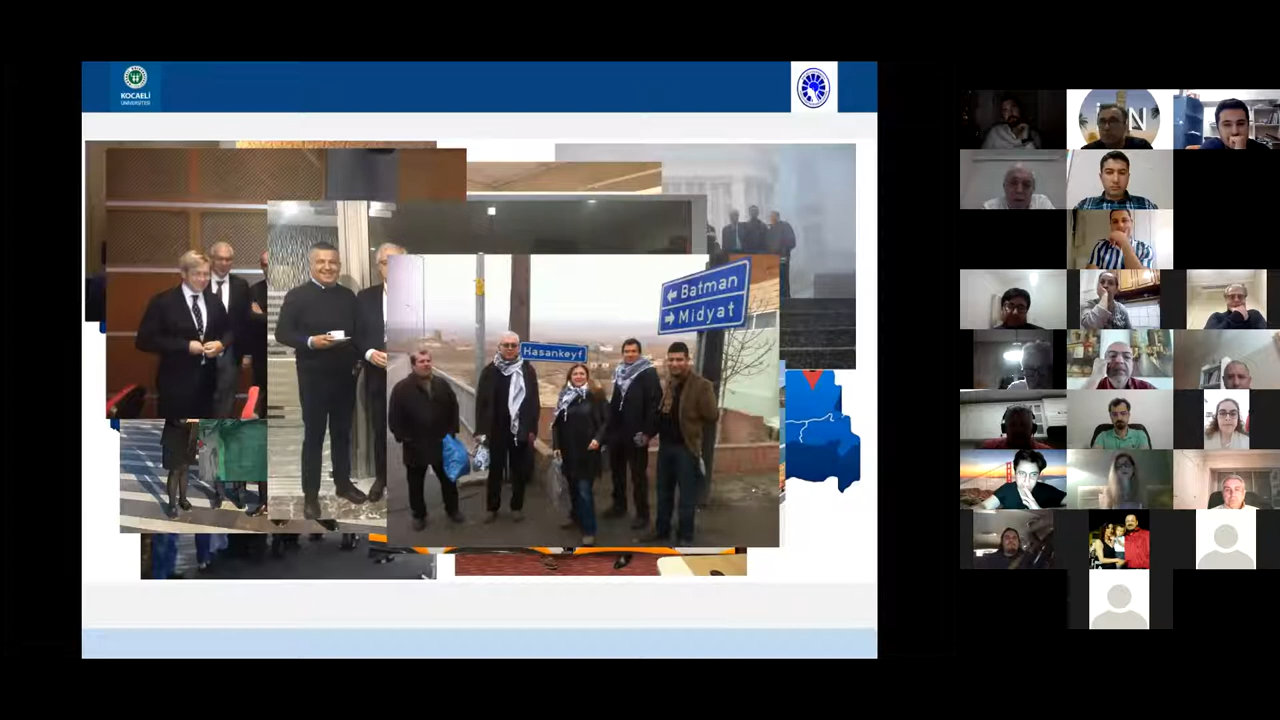 KOCAELİ
ÜNİVERSİTESİ
Batman
Midyat
Hasankeyf
N